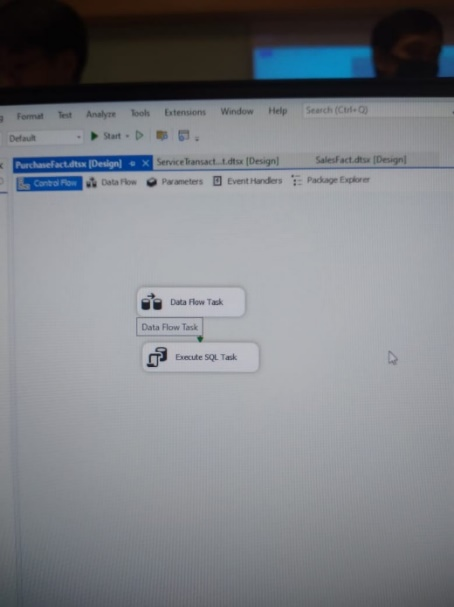 Format Test Analyze Tools Extensions Window Help Search (Ctrl+Q)
Default Start
PurchaseFact.dtsx [Design] ServiceTransact...t.dtsx [Design] SalesFact.dtsx [Design]
Control Flow Data Flow Parameters Event Handlers Package Explorer
Data Flow Task
Data Flow Task
Execute SQL Task